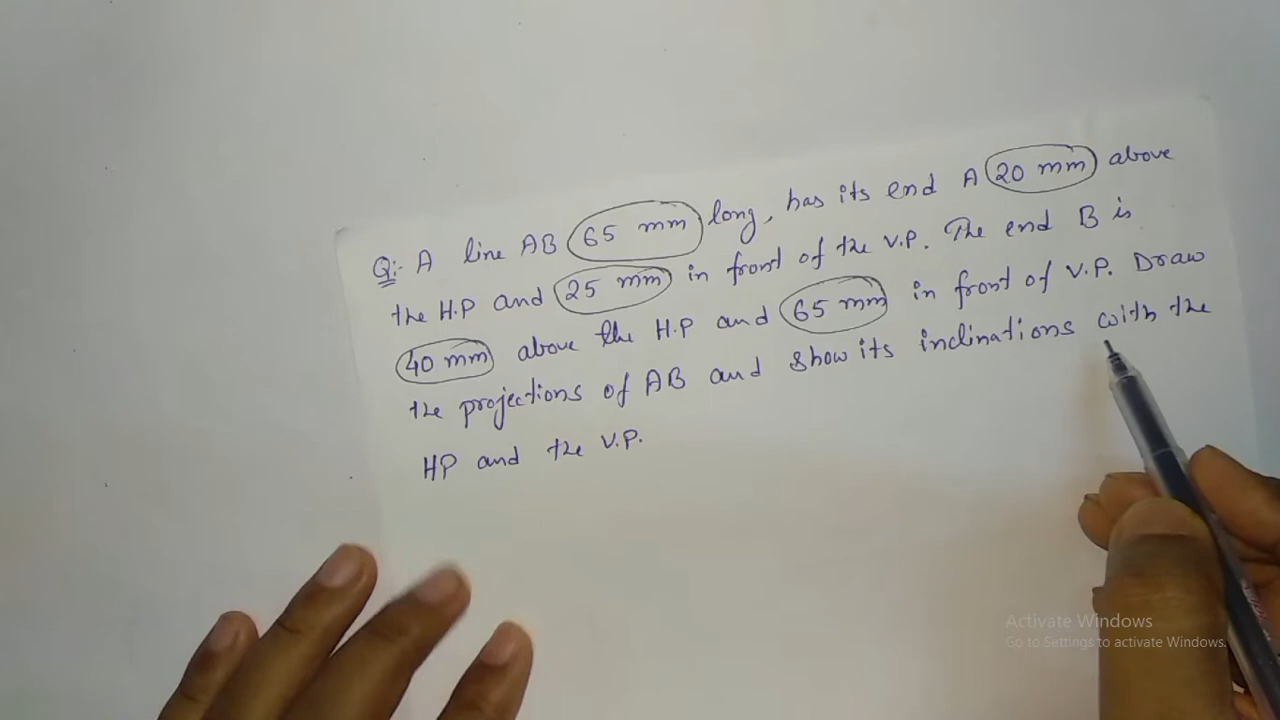 Q:- A line AB 65 mm long, has its end A 20 mm above
the H.P and 25 mm in front of the V.P. The end B is
40 mm above the H.P and 65 mm in front of V.P. Draw
the projections of AB and show its inclinations with the
HP and the V.P.
Activate Windows
Go to Settings to activate Windows.